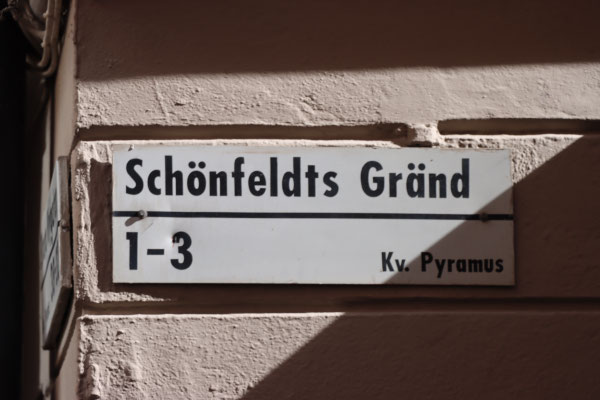 Schönfeldts Gränd
1-3
Kv. Pyramus